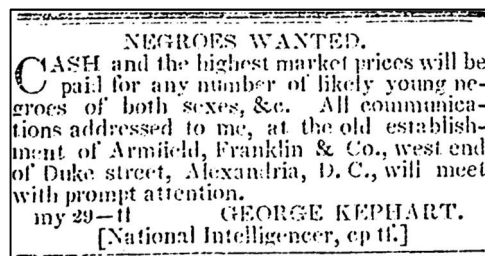 NEGROES WANTED.
CASH and the highest market prices will be
paid for any number of likely young ne-
groes of both sexes, &c. All communica-
tions addressed to me, at the old establish-
ment of Armfield, Franklin & Co., west end
of Duke street, Alexandria, D. C., will meet
with prompt attention.
my 29—tf GEORGE KEPHART.
[National Intelligencer, cp tf.]